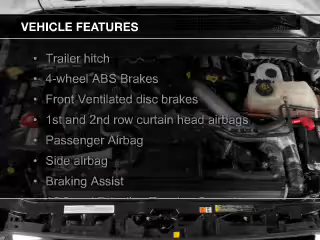 VEHICLE FEATURES
• Trailer hitch
• 4-wheel ABS Brakes
• Front Ventilated disc brakes
• 1st and 2nd row curtain head airbags
• Passenger Airbag
• Side airbag
• Braking Assist